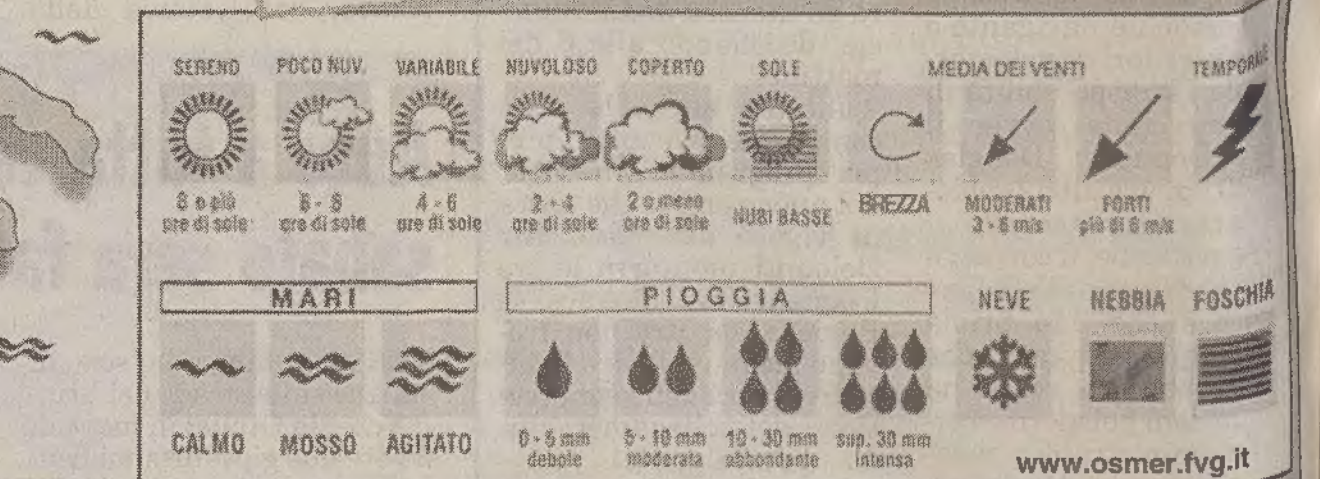 SERENO POCO NUV. VARIABILE NUVOLOSO COPERTO SOLE MEDIA DEI VENTI TEMPORALE
8 o più 6 - 8 4 - 6 2 - 4 2 o meno NUBI BASSE BREZZA MODERATI FORTI
ore di sole ore di sole ore di sole ore di sole ore di sole 3 - 6 m/s più di 6 m/s
MARI PIOGGIA NEVE NEBBIA FOSCHIA
CALMO MOSSO AGITATO 0 - 5 mm 5 - 10 mm 10 - 30 mm sup. 30 mm
debole moderata abbondante intensa
www.osmer.fvg.it